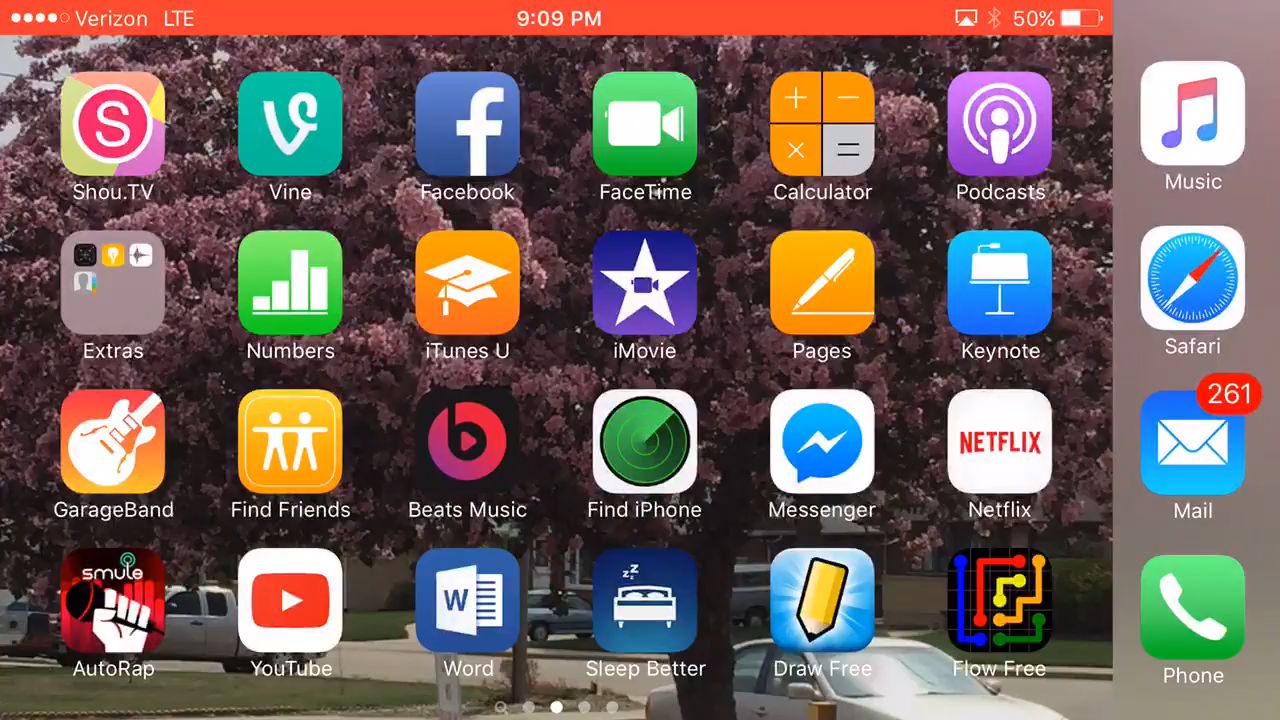 Verizon LTE 9:09 PM 50%
Shou.TV Vine Facebook FaceTime Calculator Podcasts
Music
Extras Numbers iTunes U iMovie Pages Keynote
Safari
261
NETFLIX
GarageBand Find Friends Beats Music Find iPhone Messenger Netflix
Mail
smule
zzz
W
AutoRap YouTube Word Sleep Better Draw Free Flow Free
Phone